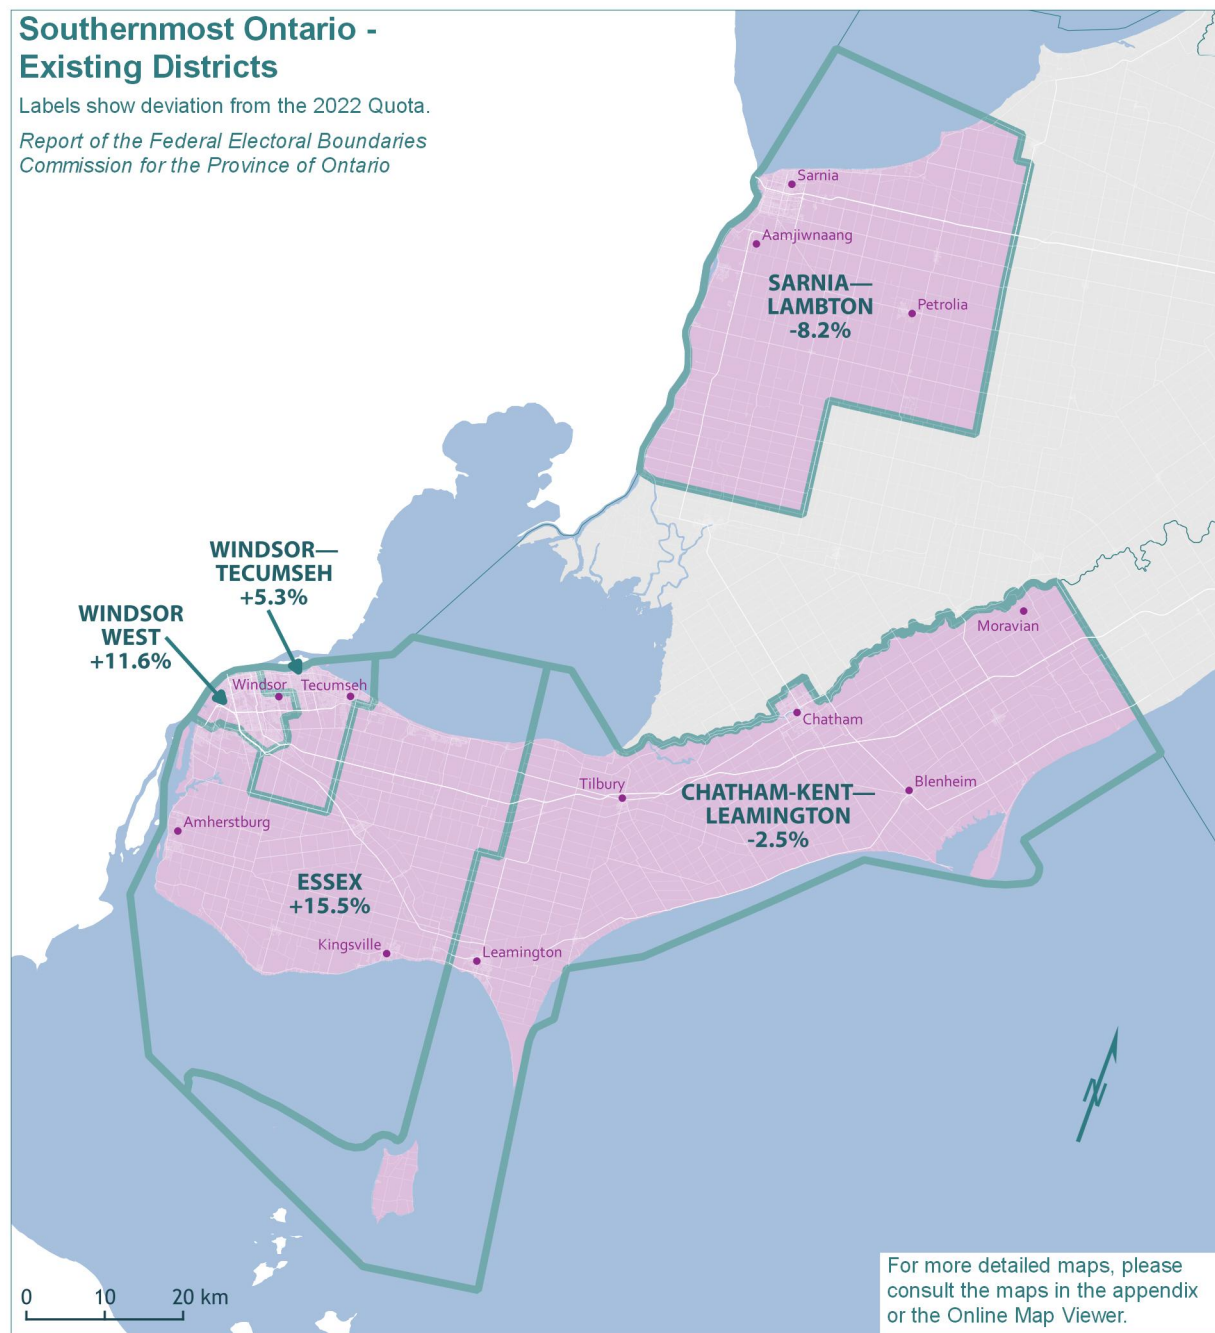 Southernmost Ontario -
Existing Districts
Labels show deviation from the 2022 Quota.
Report of the Federal Electoral Boundaries
Commission for the Province of Ontario
Sarnia
Aamjiwnaang
SARNIA—
LAMBTON
-8.2%
Petrolia
WINDSOR—
TECUMSEH
+5.3%
WINDSOR
WEST
+11.6%
Moravian
Windsor
Tecumseh
Chatham
Tilbury
CHATHAM-KENT—
LEAMINGTON
-2.5%
Blenheim
Amherstburg
ESSEX
+15.5%
Kingsville
Leamington
0 10 20 km
For more detailed maps, please
consult the maps in the appendix
or the Online Map Viewer.